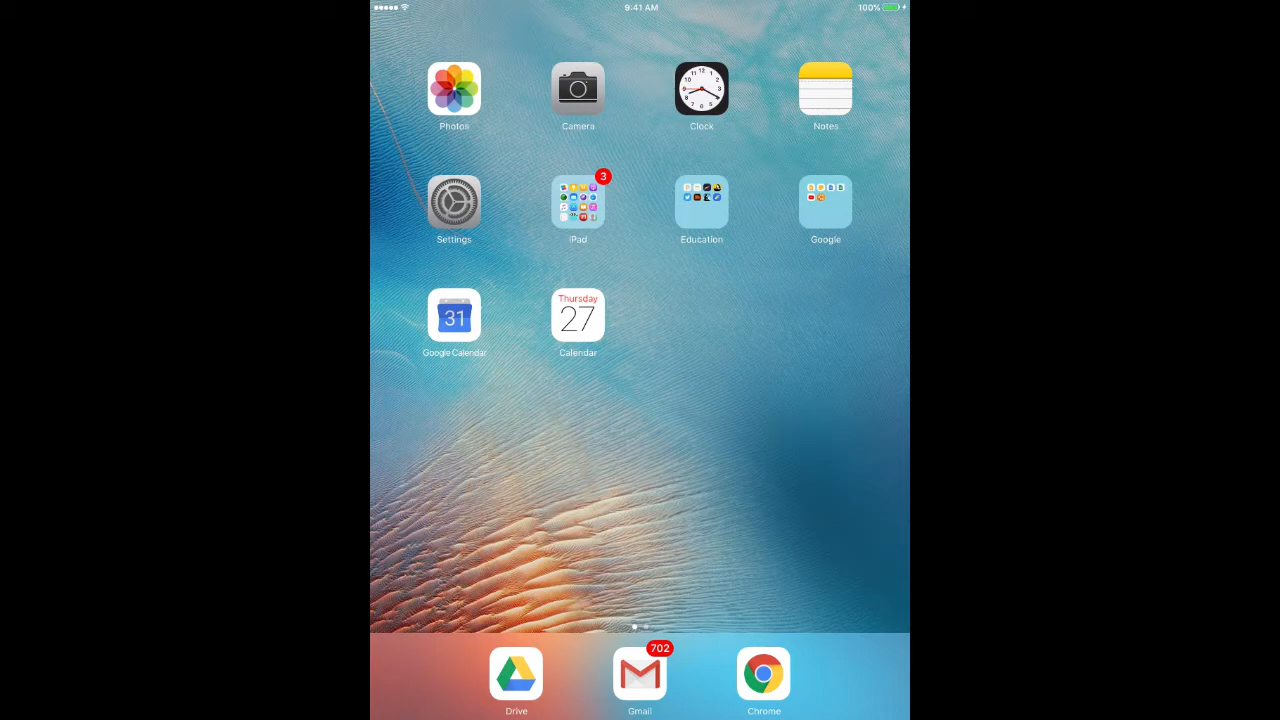 9:41 AM
100%
Photos
Camera
Clock
Notes
3
Settings
iPad
Education
Google
31
Thursday
27
Google Calendar
Calendar
702
Drive
Gmail
Chrome